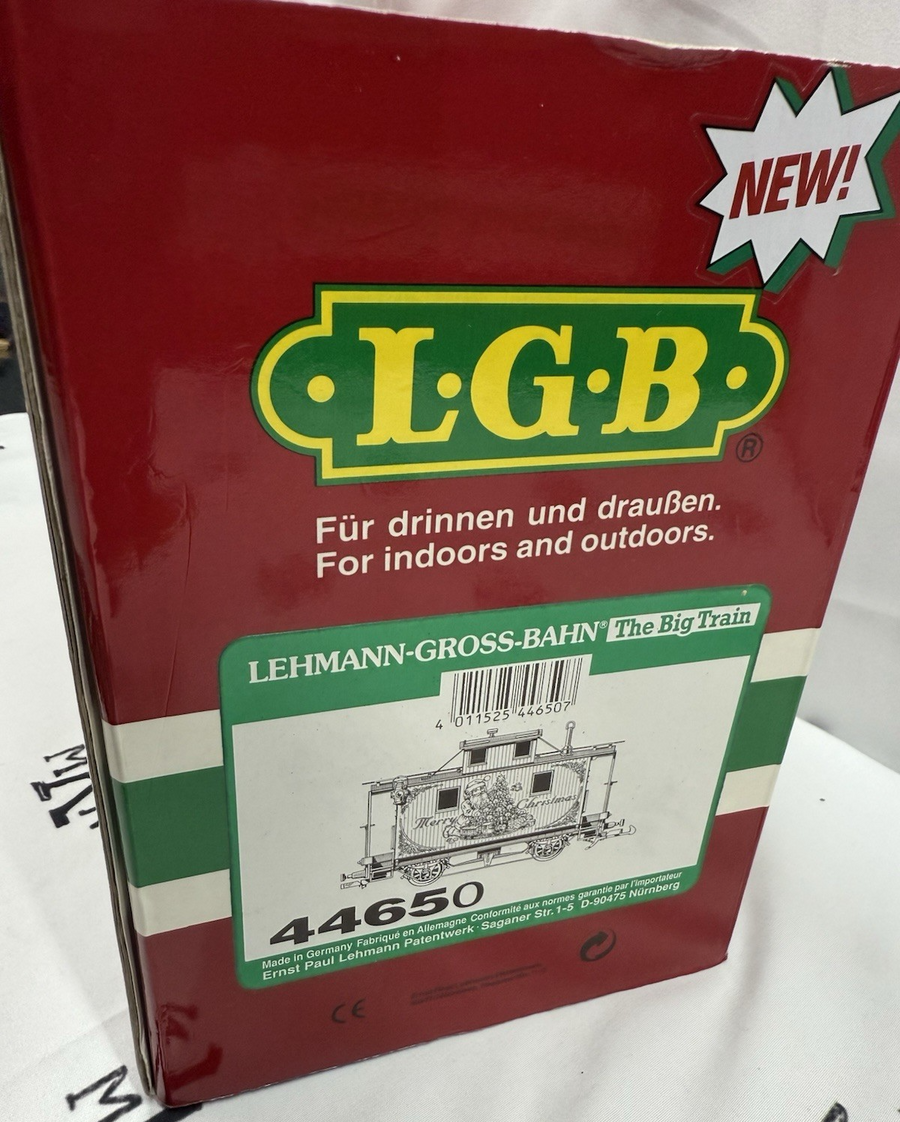 NEW!
L·G·B
®
Für drinnen und draußen.
For indoors and outdoors.
LEHMANN-GROSS-BAHN® The Big Train
4 011525 446507
Merry Christmas
44650
Made in Germany Fabriqué en Allemagne Conformité aux normes garantie par l'importateur
Ernst Paul Lehmann Patentwerk · Saganer Str. 1-5 D-90475 Nürnberg
CE